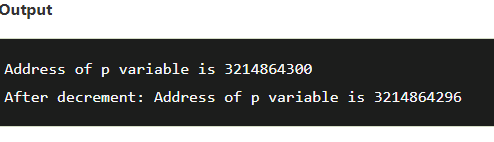 Output
Address of p variable is 3214864300
After decrement: Address of p variable is 3214864296